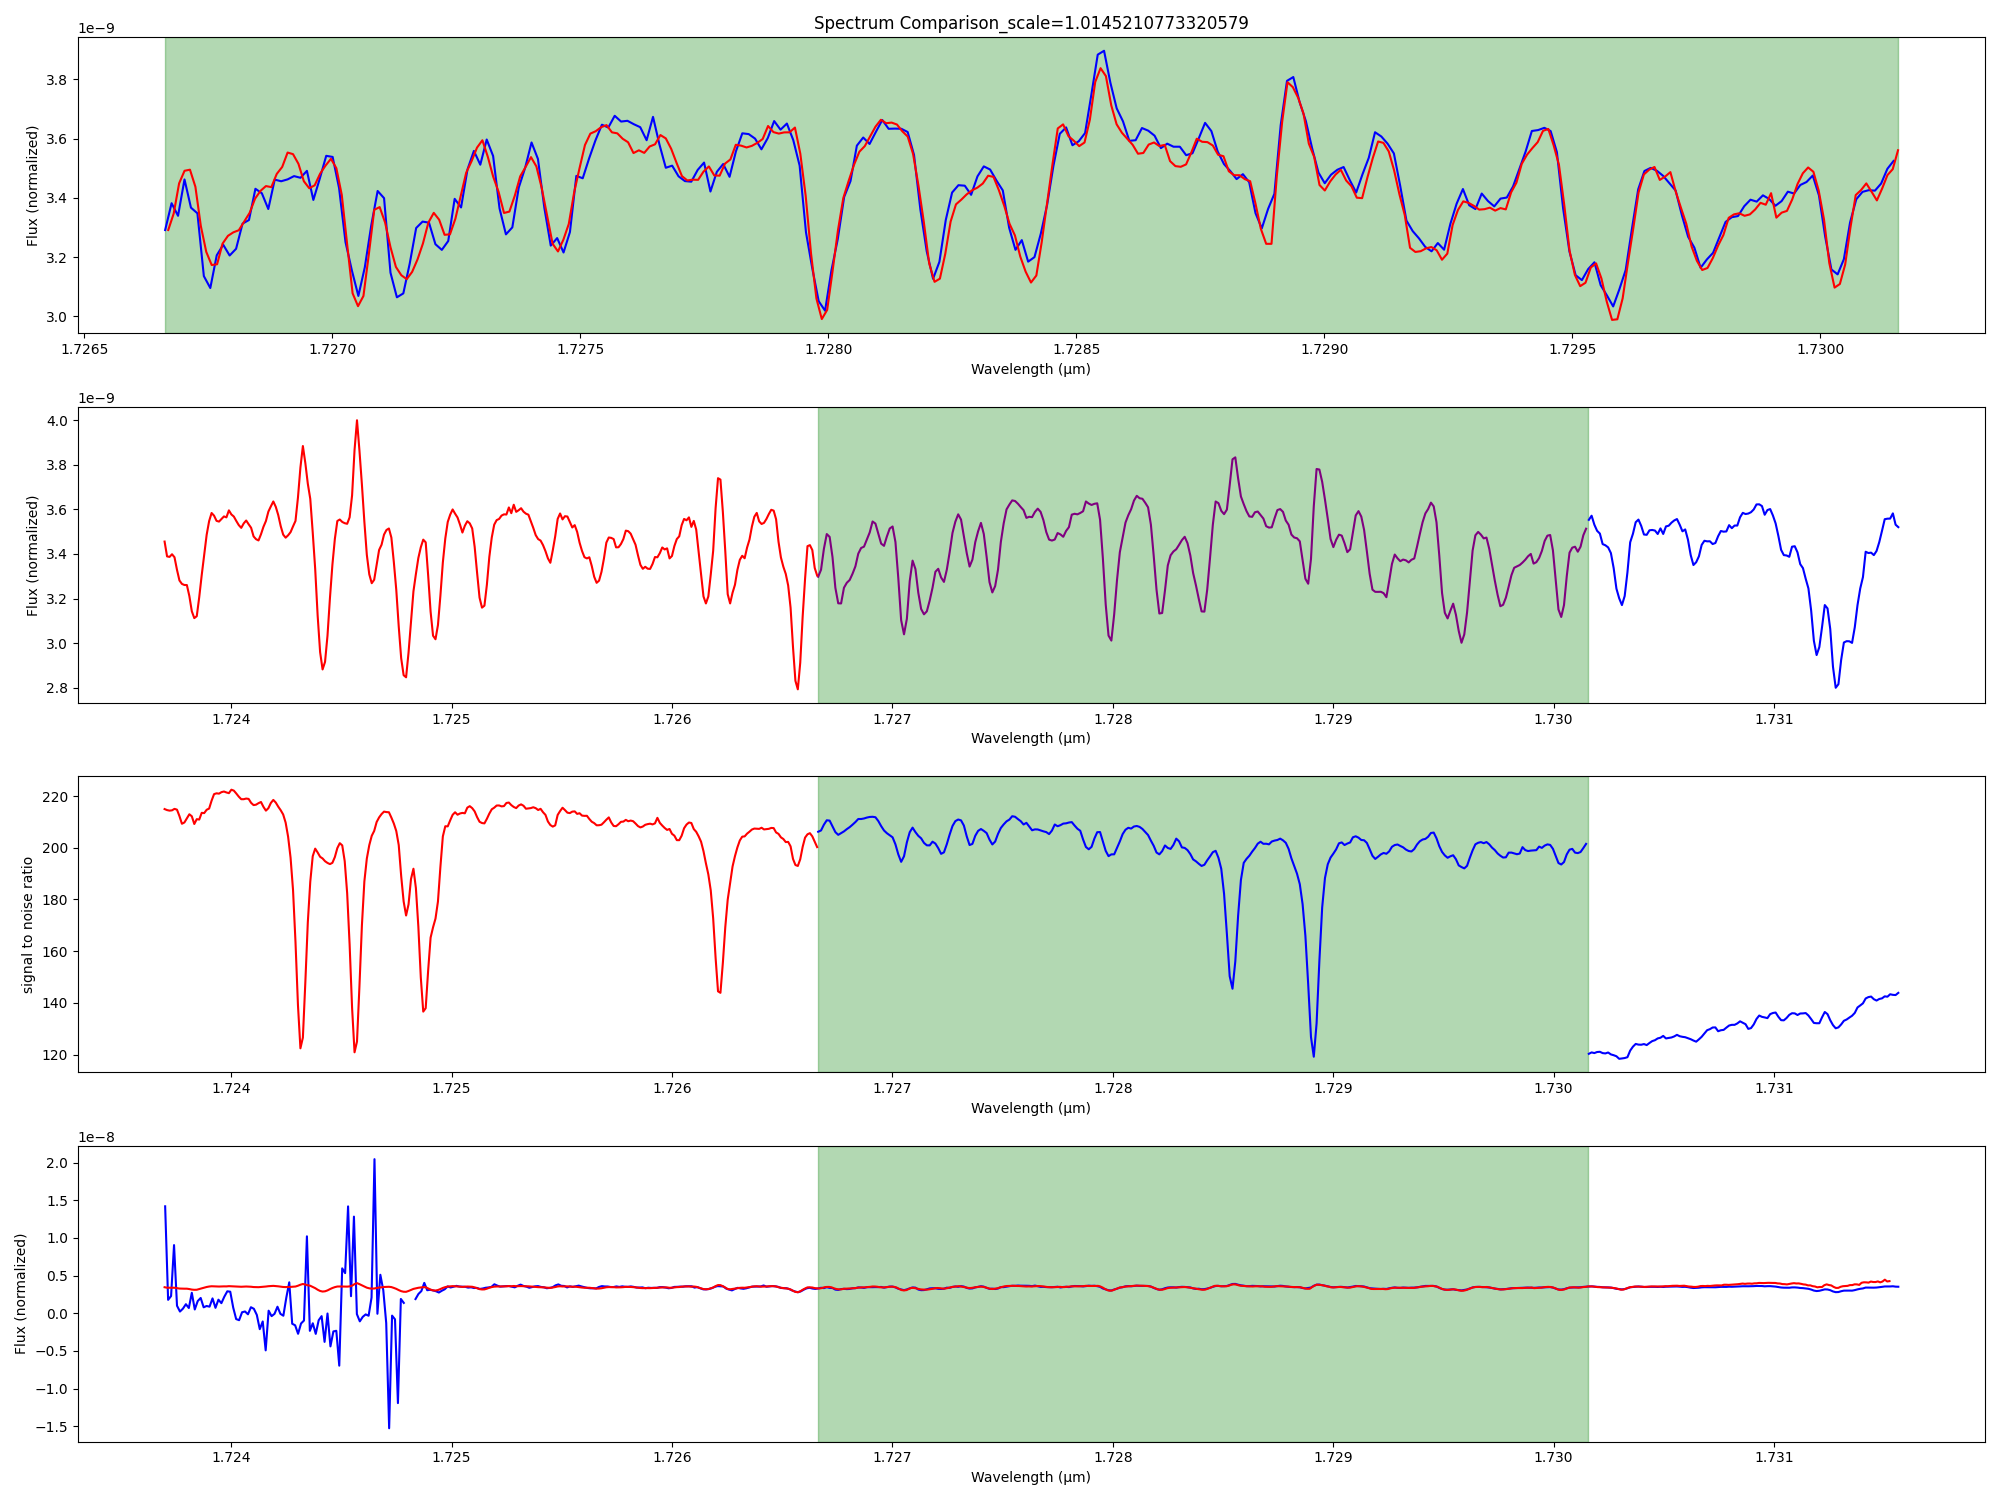 Spectrum Comparison_scale=1.0145210773320579
1e−9
Flux (normalized)
3.8
3.6
3.4
3.2
3.0
1.7265 1.7270 1.7275 1.7280 1.7285 1.7290 1.7295 1.7300
Wavelength (μm)
1e−9
Flux (normalized)
4.0
3.8
3.6
3.4
3.2
3.0
2.8
1.724 1.725 1.726 1.727 1.728 1.729 1.730 1.731
Wavelength (μm)
signal to noise ratio
220
200
180
160
140
120
1.724 1.725 1.726 1.727 1.728 1.729 1.730 1.731
Wavelength (μm)
1e−8
Flux (normalized)
2.0
1.5
1.0
0.5
0.0
−0.5
−1.0
−1.5
1.724 1.725 1.726 1.727 1.728 1.729 1.730 1.731
Wavelength (μm)